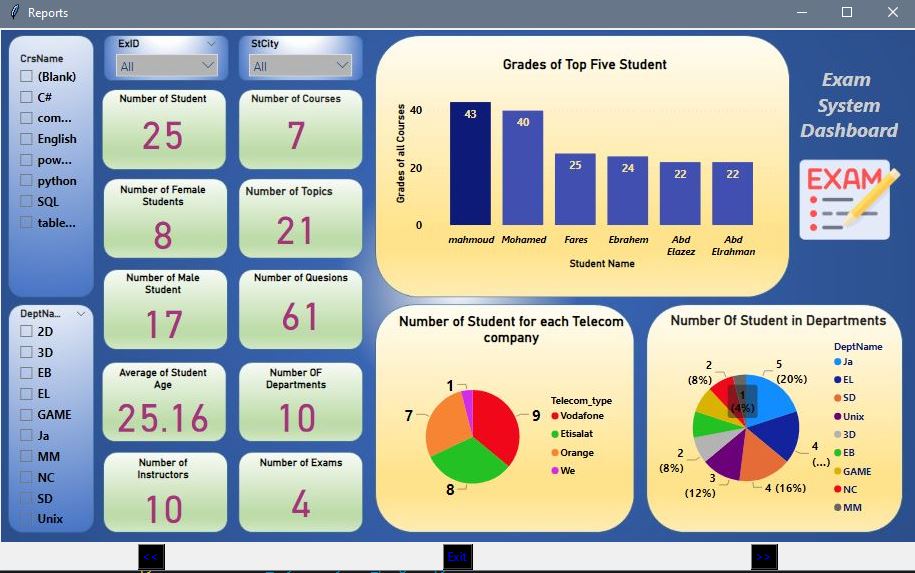 Reports
CrsName
(Blank)
C#
com...
English
pow...
python
SQL
table...
DeptNa...
2D
3D
EB
EL
GAME
Ja
MM
NC
SD
Unix
ExID
All
StCity
All
Number of Student
25
Number of Courses
7
Number of Female
Students
8
Number of Topics
21
Number of Male
Student
17
Number of Quesions
61
Average of Student
Age
25.16
Number OF
Departments
10
Number of
Instructors
10
Number of Exams
4
Grades of Top Five Student
Grades of all Courses
40
20
0
43
40
25
24
22
22
mahmoud
Mohamed
Fares
Ebrahem
Abd
Elazez
Abd
Elrahman
Student Name
Exam
System
Dashboard
EXAM
Number of Student for each Telecom
company
1
7
9
8
Telecom_type
Vodafone
Etisalat
Orange
We
Number Of Student in Departments
2
(8%)
1
(4%)
5
(20%)
4
(...)
4 (16%)
3
(12%)
2
(8%)
DeptName
Ja
EL
SD
Unix
3D
EB
GAME
NC
MM
<<
Exit
>>